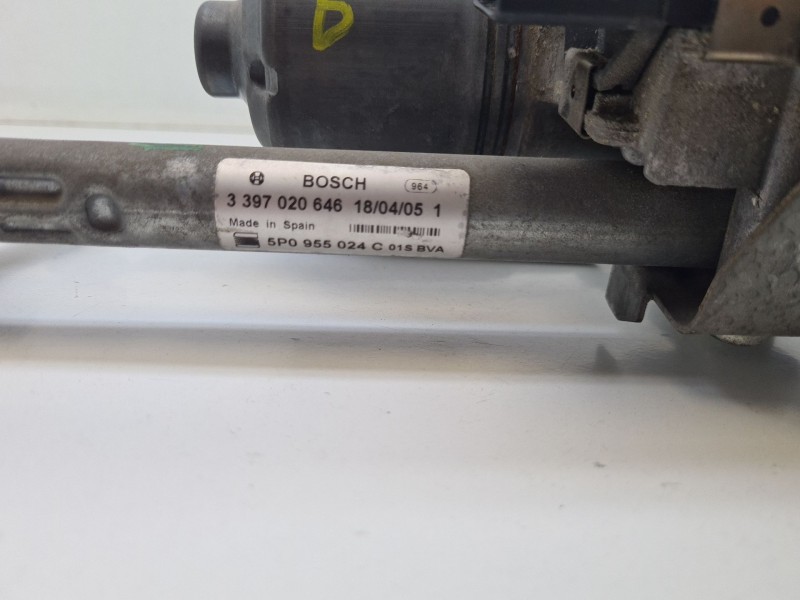 D
BOSCH 964
3 397 020 646 18/04/05 1
Made in Spain
5P0 955 024 C 015 BVA